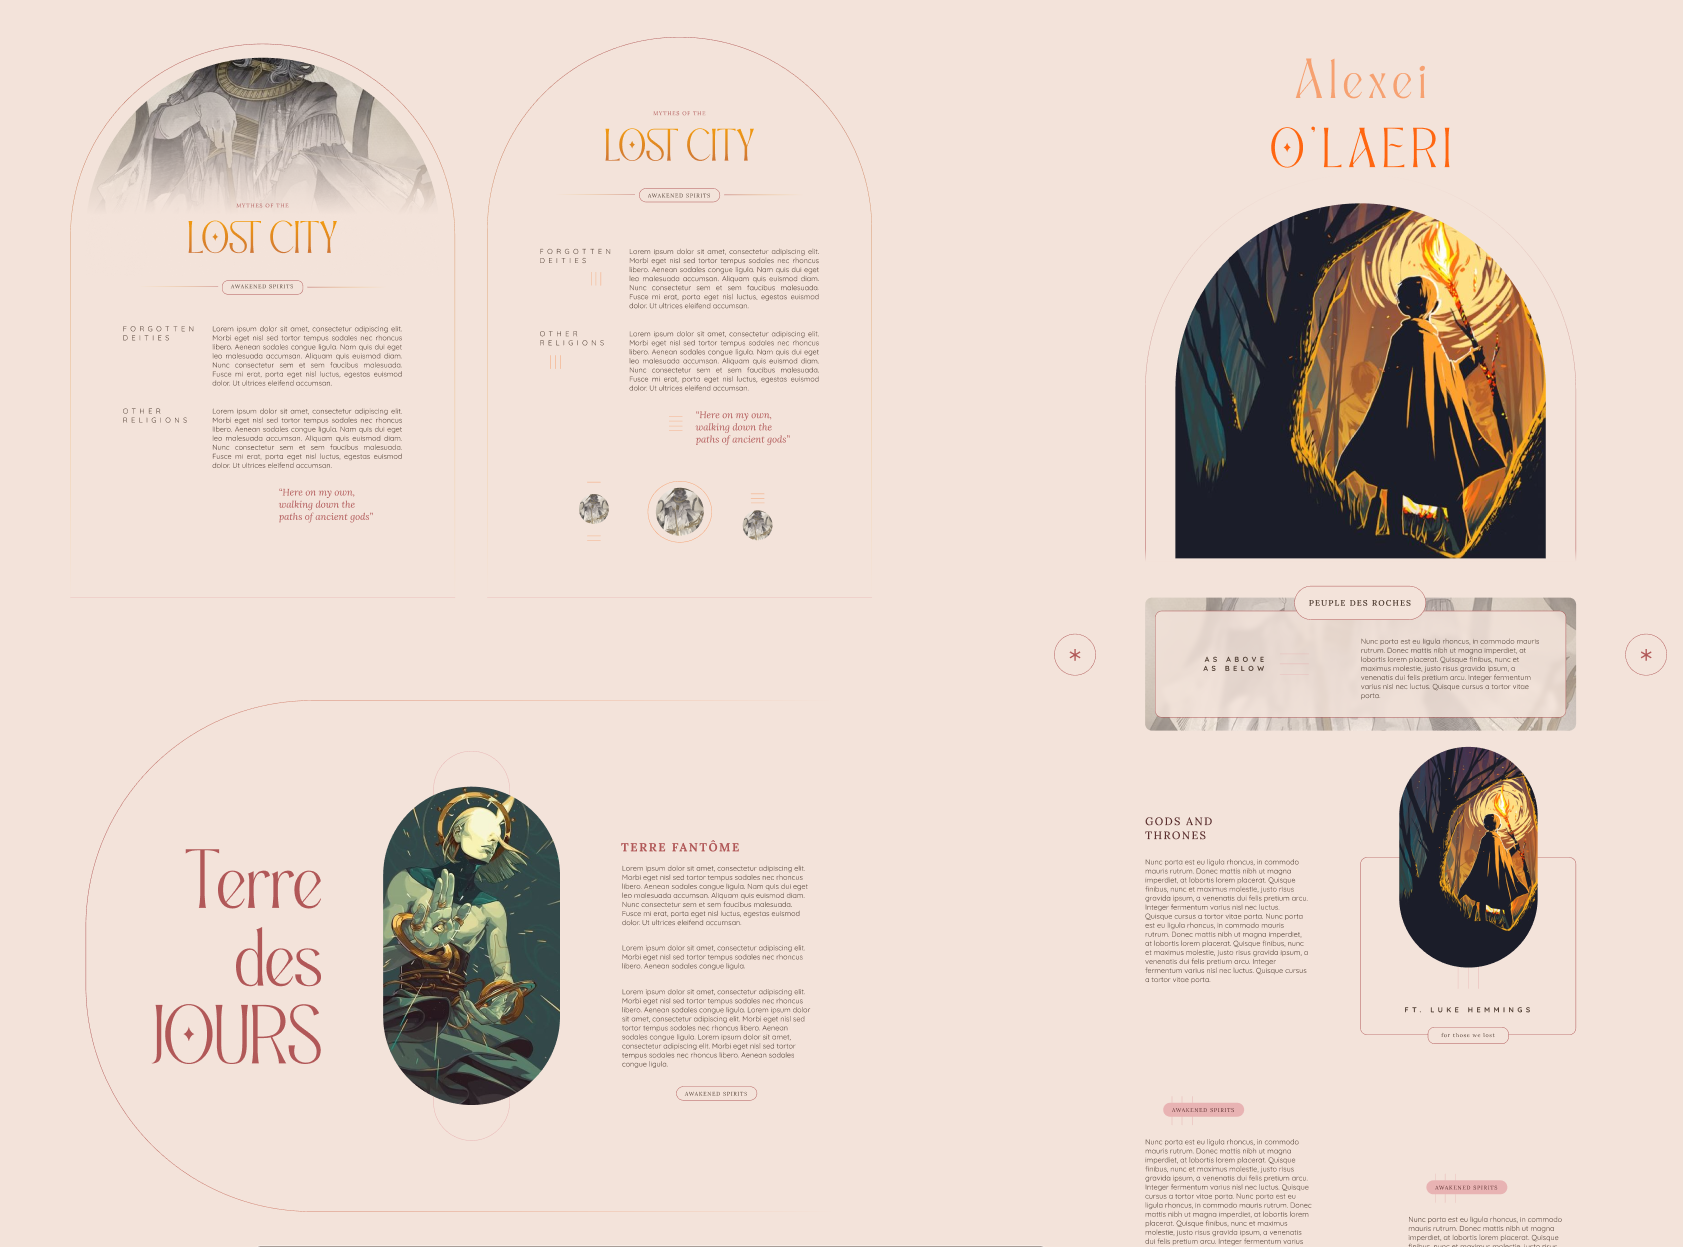 MYTHES OF THE
LOST CITY
AWAKENED SPIRITS
FORGOTTEN
DEITIES
Lorem ipsum dolor sit amet, consectetur adipiscing elit.
Morbi eget nisl sed tortor tempus sodales nec rhoncus
libero. Aenean sodales congue ligula. Nam quis dui eget
leo malesuada accumsan. Aliquam quis euismod diam.
Nunc consectetur sem et sem faucibus malesuada.
Fusce mi erat, porta eget nisl luctus, egestas euismod
dolor. Ut ultrices eleifend accumsan.
OTHER
RELIGIONS
Lorem ipsum dolor sit amet, consectetur adipiscing elit.
Morbi eget nisl sed tortor tempus sodales nec rhoncus
libero. Aenean sodales congue ligula. Nam quis dui eget
leo malesuada accumsan. Aliquam quis euismod diam.
Nunc consectetur sem et sem faucibus malesuada.
Fusce mi erat, porta eget nisl luctus, egestas euismod
dolor. Ut ultrices eleifend accumsan.
“Here on my own,
walking down the
paths of ancient gods”
MYTHES OF THE
LOST CITY
AWAKENED SPIRITS
FORGOTTEN
DEITIES
Lorem ipsum dolor sit amet, consectetur adipiscing elit.
Morbi eget nisl sed tortor tempus sodales nec rhoncus
libero. Aenean sodales congue ligula. Nam quis dui eget
leo malesuada accumsan. Aliquam quis euismod diam.
Nunc consectetur sem et sem faucibus malesuada.
Fusce mi erat, porta eget nisl luctus, egestas euismod
dolor. Ut ultrices eleifend accumsan.
OTHER
RELIGIONS
Lorem ipsum dolor sit amet, consectetur adipiscing elit.
Morbi eget nisl sed tortor tempus sodales nec rhoncus
libero. Aenean sodales congue ligula. Nam quis dui eget
leo malesuada accumsan. Aliquam quis euismod diam.
Nunc consectetur sem et sem faucibus malesuada.
Fusce mi erat, porta eget nisl luctus, egestas euismod
dolor. Ut ultrices eleifend accumsan.
“Here on my own,
walking down the
paths of ancient gods”
Terre
des
JOURS
TERRE FANTÔME
Lorem ipsum dolor sit amet, consectetur adipiscing elit.
Morbi eget nisl sed tortor tempus sodales nec rhoncus
libero. Aenean sodales congue ligula. Nam quis dui eget
leo malesuada accumsan. Aliquam quis euismod diam.
Nunc consectetur sem et sem faucibus malesuada.
Fusce mi erat, porta eget nisl luctus, egestas euismod
dolor. Ut ultrices eleifend accumsan.
Lorem ipsum dolor sit amet, consectetur adipiscing elit.
Morbi eget nisl sed tortor tempus sodales nec rhoncus
libero. Aenean sodales congue ligula.
Lorem ipsum dolor sit amet, consectetur adipiscing elit.
Morbi eget nisl sed tortor tempus sodales nec rhoncus
libero. Aenean sodales congue ligula. Lorem ipsum dolor
sit amet, consectetur adipiscing elit. Morbi eget nisl sed
tortor tempus sodales nec rhoncus libero. Aenean
sodales congue ligula. Lorem ipsum dolor sit amet,
consectetur adipiscing elit. Morbi eget nisl sed tortor
tempus sodales nec rhoncus libero. Aenean sodales
congue ligula.
AWAKENED SPIRITS
Alexei
O'LAERI
PEUPLE DES ROCHES
AS ABOVE
AS BELOW
Nunc porta est eu ligula rhoncus, in commodo mauris
rutrum. Donec mattis nibh ut magna imperdiet, at
lobortis lorem placerat. Quisque finibus, nunc et
maximus molestie, justo risus gravida ipsum, a
venenatis dui felis pretium arcu. Integer fermentum
varius nisl nec luctus. Quisque cursus a tortor vitae
porta.
GODS AND
THRONES
Nunc porta est eu ligula rhoncus, in commodo
mauris rutrum. Donec mattis nibh ut magna
imperdiet, at lobortis lorem placerat. Quisque
finibus, nunc et maximus molestie, justo risus
gravida ipsum, a venenatis dui felis pretium arcu.
Integer fermentum varius nisl nec luctus.
Quisque cursus a tortor vitae porta. Nunc porta
est eu ligula rhoncus, in commodo mauris
rutrum. Donec mattis nibh ut magna imperdiet,
at lobortis lorem placerat. Quisque finibus, nunc
et maximus molestie, justo risus gravida ipsum, a
venenatis dui felis pretium arcu. Integer
fermentum varius nisl nec luctus. Quisque cursus
a tortor vitae porta.
FT. LUKE HEMMINGS
for those we lost
AWAKENED SPIRITS
Nunc porta est eu ligula rhoncus, in commodo
mauris rutrum. Donec mattis nibh ut magna
imperdiet, at lobortis lorem placerat. Quisque
finibus, nunc et maximus molestie, justo risus
gravida ipsum, a venenatis dui felis pretium arcu.
Integer fermentum varius nisl nec luctus. Quisque
cursus a tortor vitae porta. Nunc porta est eu
ligula rhoncus, in commodo mauris rutrum. Donec
mattis nibh ut magna imperdiet, at lobortis lorem
placerat. Quisque finibus, nunc et maximus
molestie, justo risus gravida ipsum, a venenatis
dui felis pretium arcu. Integer fermentum varius
AWAKENED SPIRITS
Nunc porta est eu ligula rhoncus, in commodo
mauris rutrum. Donec mattis nibh ut magna
imperdiet, at lobortis lorem placerat. Quisque